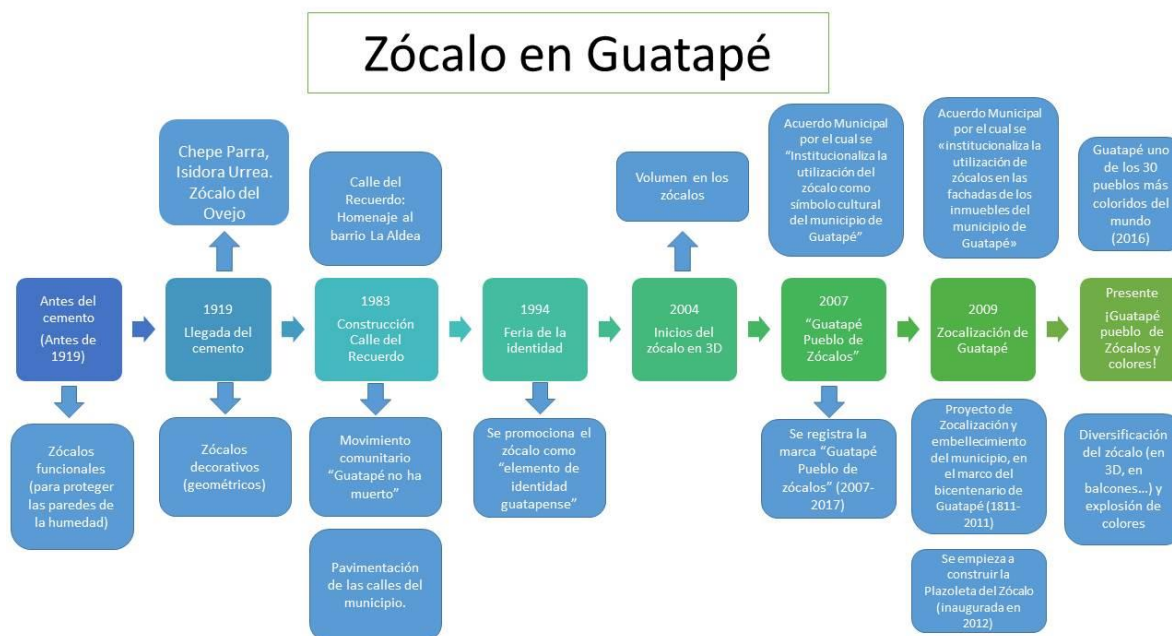 Zócalo en Guatapé
Chepe Parra,
Isidora Urrea.
Zócalo del
Ovejo
Calle del
Recuerdo:
Homenaje al
barrio La Aldea
Volumen en los
zócalos
Acuerdo Municipal
por el cual se
“Institucionaliza la
utilización del
zócalo como
símbolo cultural
del municipio de
Guatapé”
Acuerdo Municipal
por el cual se
«institucionaliza la
utilización de
zócalos en las
fachadas de los
inmuebles del
municipio de
Guatapé»
Guatapé uno
de los 30
pueblos más
coloridos del
mundo
(2016)
Antes del
cemento
(Antes de
1919)
1919
Llegada del
cemento
1983
Construcción
Calle del
Recuerdo
1994
Feria de la
identidad
2004
Inicios del
zócalo en 3D
2007
“Guatapé
Pueblo de
Zócalos”
2009
Zocalización de
Guatapé
Presente
¡Guatapé
pueblo de
Zócalos y
colores!
Zócalos
funcionales
(para proteger
las paredes de
la humedad)
Zócalos
decorativos
(geométricos)
Movimiento
comunitario
“Guatapé no ha
muerto”
Se promociona el
zócalo como
“elemento de
identidad
guatapense”
Se registra la
marca “Guatapé
Pueblo de
zócalos” (2007-
2017)
Proyecto de
Zocalización y
embellecimiento
del municipio, en
el marco del
bicentenario de
Guatapé (1811-
2011)
Diversificación
del zócalo (en
3D, en
balcones...) y
explosión de
colores
Pavimentación
de las calles del
municipio.
Se empieza a
construir la
Plazoleta del Zócalo
(inaugurada en
2012)